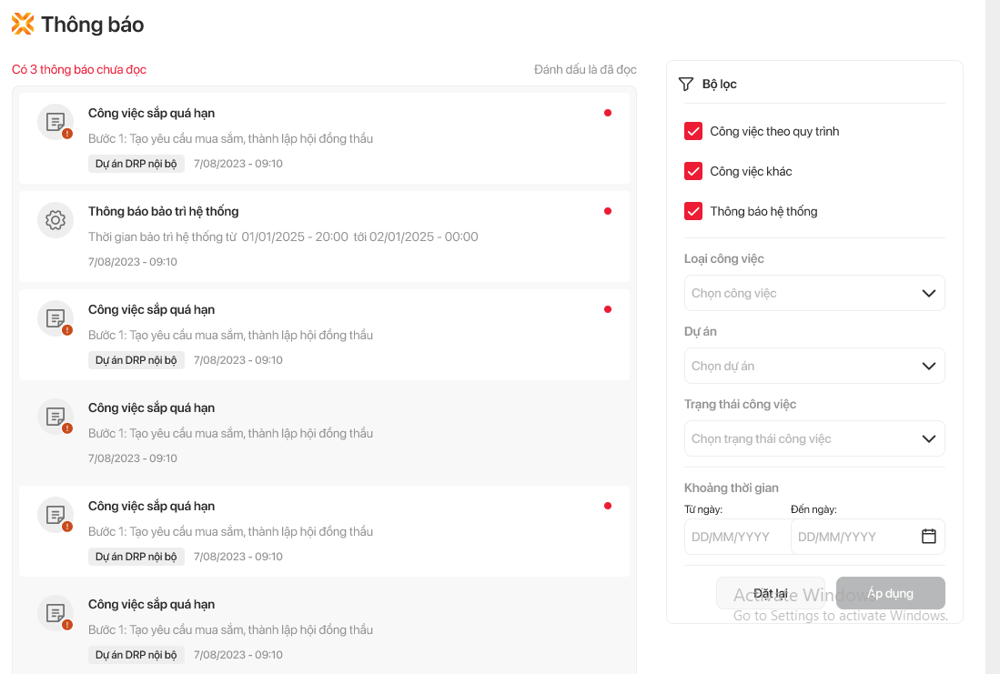 Thông báo
Có 3 thông báo chưa đọc
Đánh dấu là đã đọc
Công việc sắp quá hạn
Bước 1: Tạo yêu cầu mua sắm, thành lập hội đồng thầu
Dự án DRP nội bộ 7/08/2023 - 09:10
Thông báo bảo trì hệ thống
Thời gian bảo trì hệ thống từ 01/01/2025 - 20:00 tới 02/01/2025 - 00:00
7/08/2023 - 09:10
Công việc sắp quá hạn
Bước 1: Tạo yêu cầu mua sắm, thành lập hội đồng thầu
Dự án DRP nội bộ 7/08/2023 - 09:10
Công việc sắp quá hạn
Bước 1: Tạo yêu cầu mua sắm, thành lập hội đồng thầu
7/08/2023 - 09:10
Công việc sắp quá hạn
Bước 1: Tạo yêu cầu mua sắm, thành lập hội đồng thầu
Dự án DRP nội bộ 7/08/2023 - 09:10
Công việc sắp quá hạn
Bước 1: Tạo yêu cầu mua sắm, thành lập hội đồng thầu
Dự án DRP nội bộ 7/08/2023 - 09:10
Bộ lọc
Công việc theo quy trình
Công việc khác
Thông báo hệ thống
Loại công việc
Chọn công việc
Dự án
Chọn dự án
Trạng thái công việc
Chọn trạng thái công việc
Khoảng thời gian
Từ ngày: Đến ngày:
DD/MM/YYYY DD/MM/YYYY
Đặt lại Áp dụng
Activate Windows
Go to Settings to activate Windows.